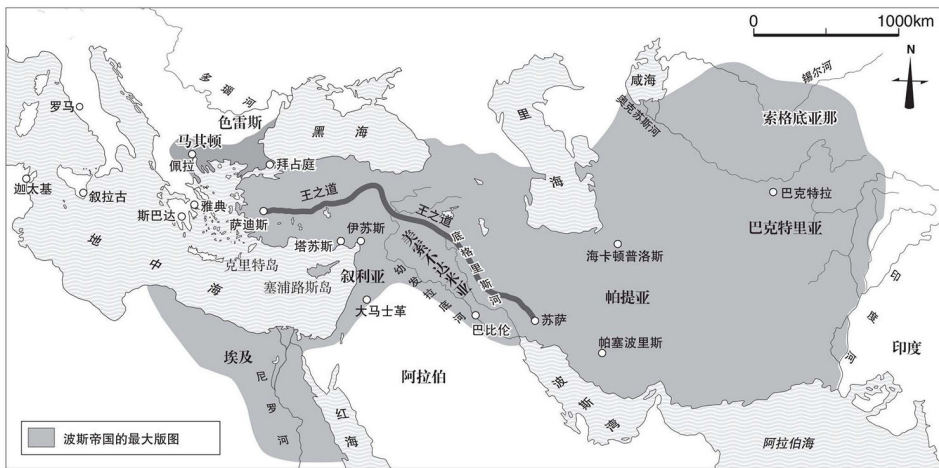 0 1000km
N
多瑙河
咸海
锡尔河
罗马
色雷斯
奥克苏斯河
马其顿
黑海
里海
索格底亚那
佩拉
拜占庭
迦太基
叙拉古
雅典
王之道
巴克特拉
斯巴达
萨迪斯
王之道
巴克特里亚
塔苏斯
伊苏斯
美索不达米亚
底格里斯河
海卡顿普洛斯
地中海
克里特岛
叙利亚
塞浦路斯岛
幼发拉底河
帕提亚
印度河
大马士革
巴比伦
苏萨
印度
埃及
帕塞波里斯
阿拉伯
尼罗河
波斯湾
红海
阿拉伯海
波斯帝国的最大版图